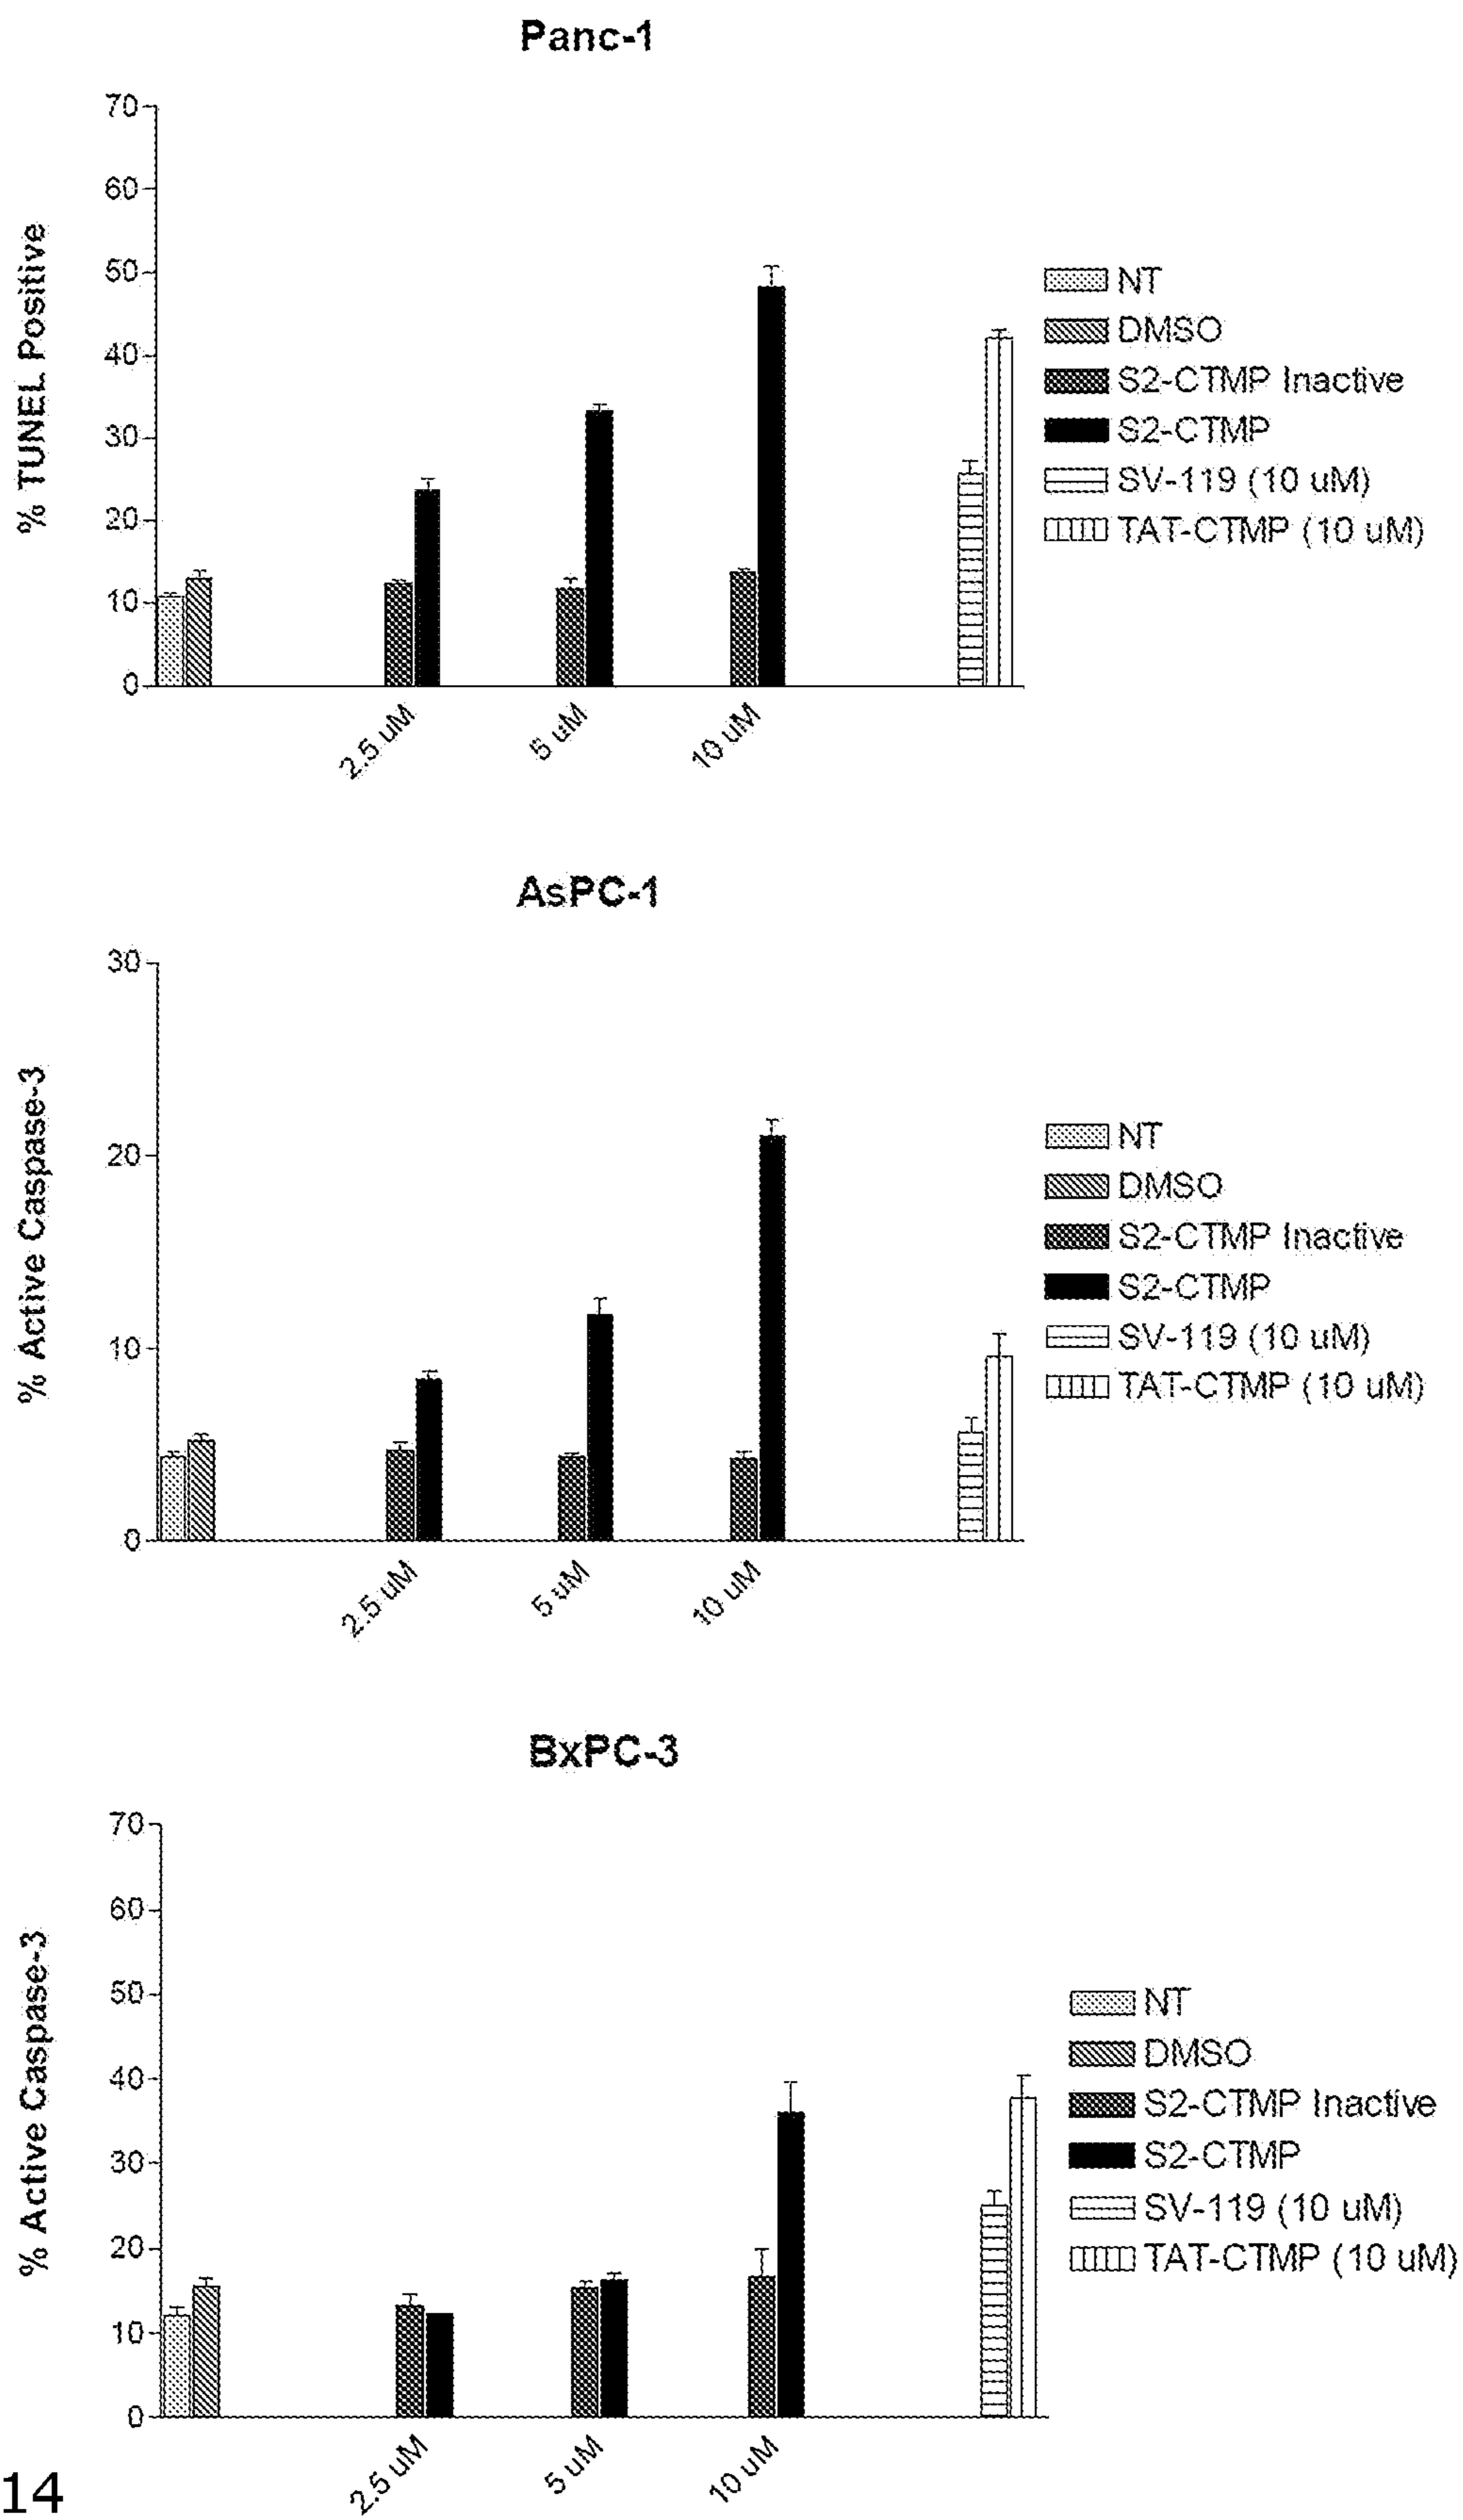 Panc-1
% TUNEL Positive
70
60
50
40
30
20
10
0
2.5 uM
5 uM
10 uM
NT
DMSO
S2-CTMP Inactive
S2-CTMP
SV-119 (10 uM)
TAT-CTMP (10 uM)
AsPC-1
% Active Caspase-3
30
20
10
0
2.5 uM
5 uM
10 uM
NT
DMSO
S2-CTMP Inactive
S2-CTMP
SV-119 (10 uM)
TAT-CTMP (10 uM)
BxPC-3
% Active Caspase-3
70
60
50
40
30
20
10
0
2.5 uM
5 uM
10 uM
NT
DMSO
S2-CTMP Inactive
S2-CTMP
SV-119 (10 uM)
TAT-CTMP (10 uM)
14